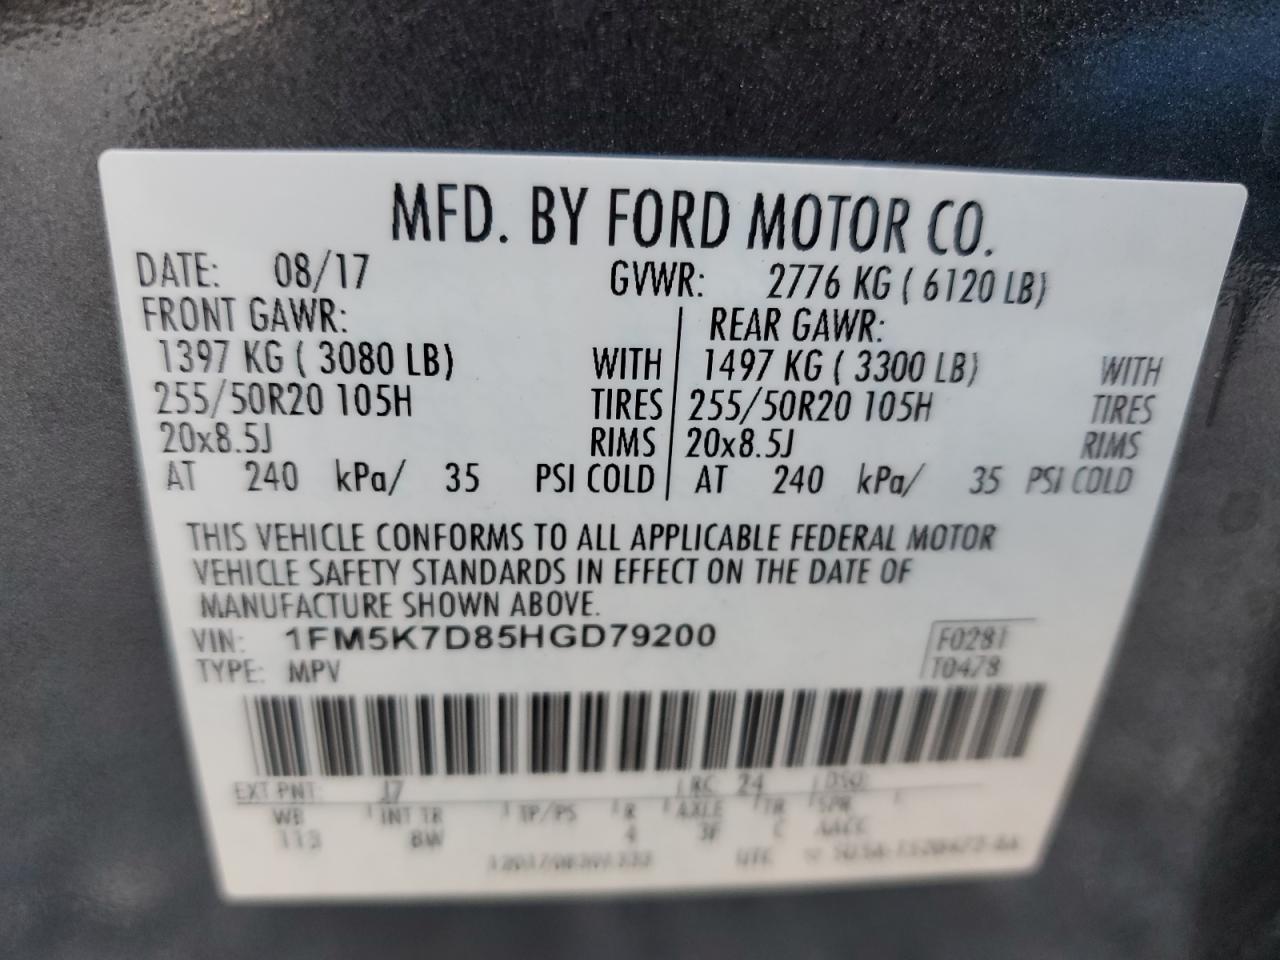 MFD. BY FORD MOTOR CO.
DATE: 08/17 GVWR: 2776 KG ( 6120 LB)
FRONT GAWR: REAR GAWR:
1397 KG ( 3080 LB) WITH 1497 KG ( 3300 LB) WITH
255/50R20 105H TIRES 255/50R20 105H TIRES
20x8.5J RIMS 20x8.5J RIMS
AT 240 kPa/ 35 PSI COLD AT 240 kPa/ 35 PSI COLD
THIS VEHICLE CONFORMS TO ALL APPLICABLE FEDERAL MOTOR
VEHICLE SAFETY STANDARDS IN EFFECT ON THE DATE OF
MANUFACTURE SHOWN ABOVE.
VIN: 1FM5K7D85HGD79200 F0281
TYPE: MPV T0478
EXT PNT: J7 RC 24 DSO:
WB INT TR TP/PS R AXLE TR SPR
113 8W 4 3F C AACC
UTC